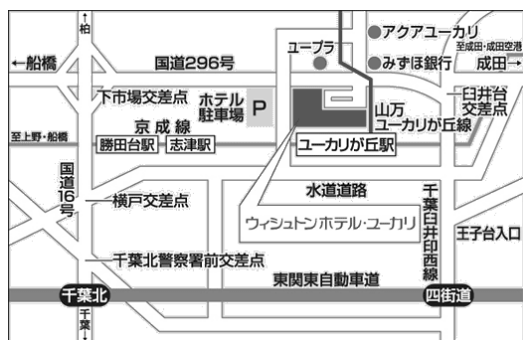 ↑柏
アクアユーカリ
ユープラ
みずほ銀行
至成田・成田空港
←船橋
国道296号
成田→
下市場交差点
ホテル
駐車場
P
山万
ユーカリが丘線
臼井台
交差点
至上野・船橋
京成線
勝田台駅
志津駅
ユーカリが丘駅
国道16号
水道道路
横戸交差点
ウィシュトンホテル・ユーカリ
千葉臼井印西線
王子台入口
千葉北警察署前交差点
東関東自動車道
千葉北
四街道
千葉↓